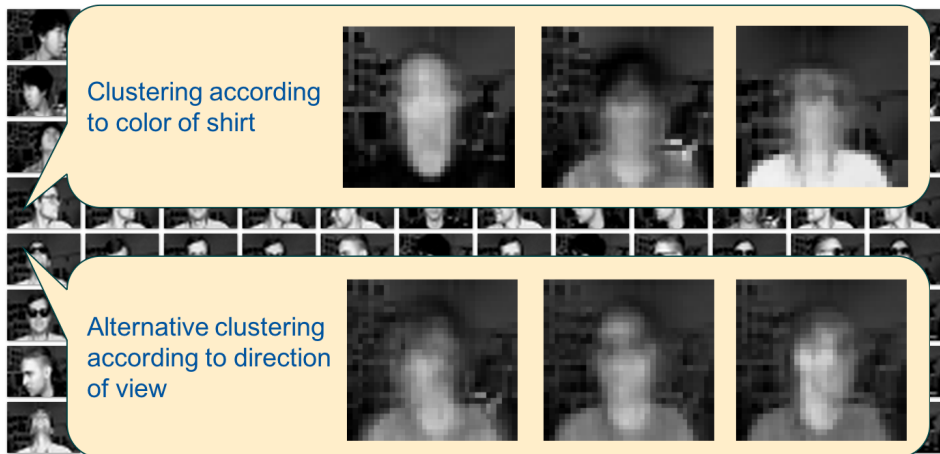 Clustering according
to color of shirt
Alternative clustering
according to direction
of view